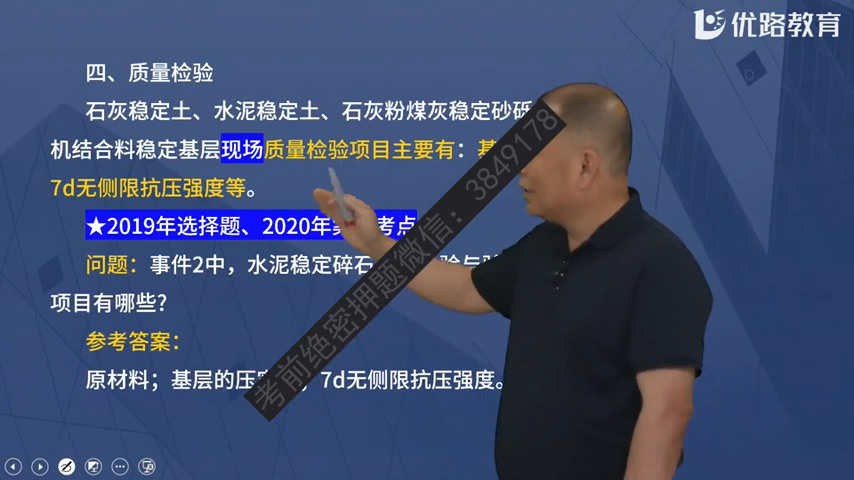 优路教育
四、质量检验
石灰稳定土、水泥稳定土、石灰粉煤灰稳定砂砾
机结合料稳定基层现场质量检验项目主要有：基
7d无侧限抗压强度等。
★2019年选择题、2020年案 考点
问题：事件2中，水泥稳定碎石 验与验
项目有哪些?
参考答案：
原材料；基层的压 ，7d无侧限抗压强度。
考前绝密押题微信：3849178